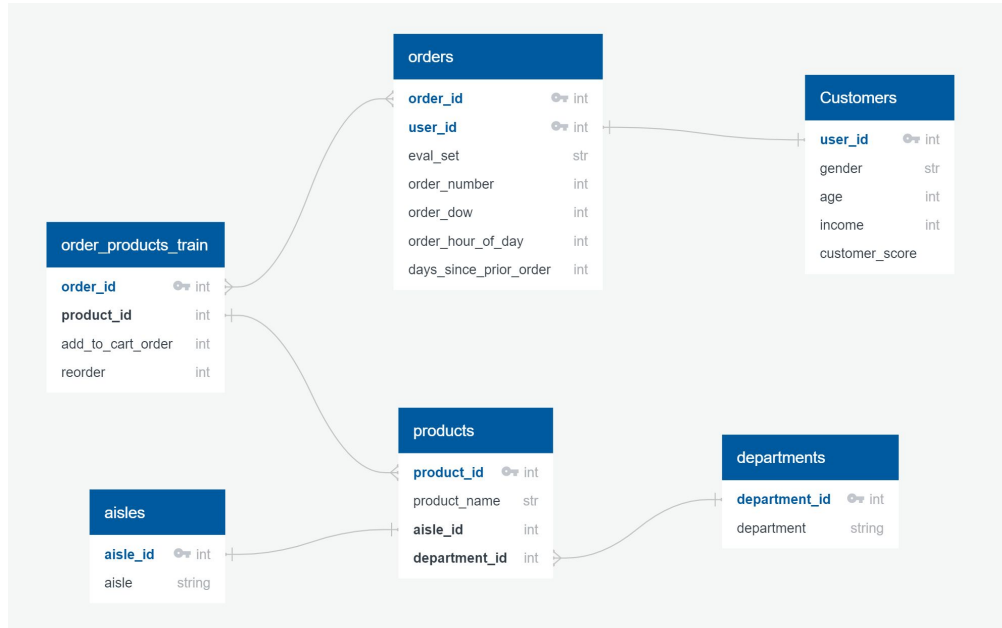 orders
order_id int
user_id int
eval_set str
order_number int
order_dow int
order_hour_of_day int
days_since_prior_order int
Customers
user_id int
gender str
age int
income int
customer_score
order_products_train
order_id int
product_id int
add_to_cart_order int
reorder int
products
product_id int
product_name str
aisle_id int
department_id int
departments
department_id int
department string
aisles
aisle_id int
aisle string